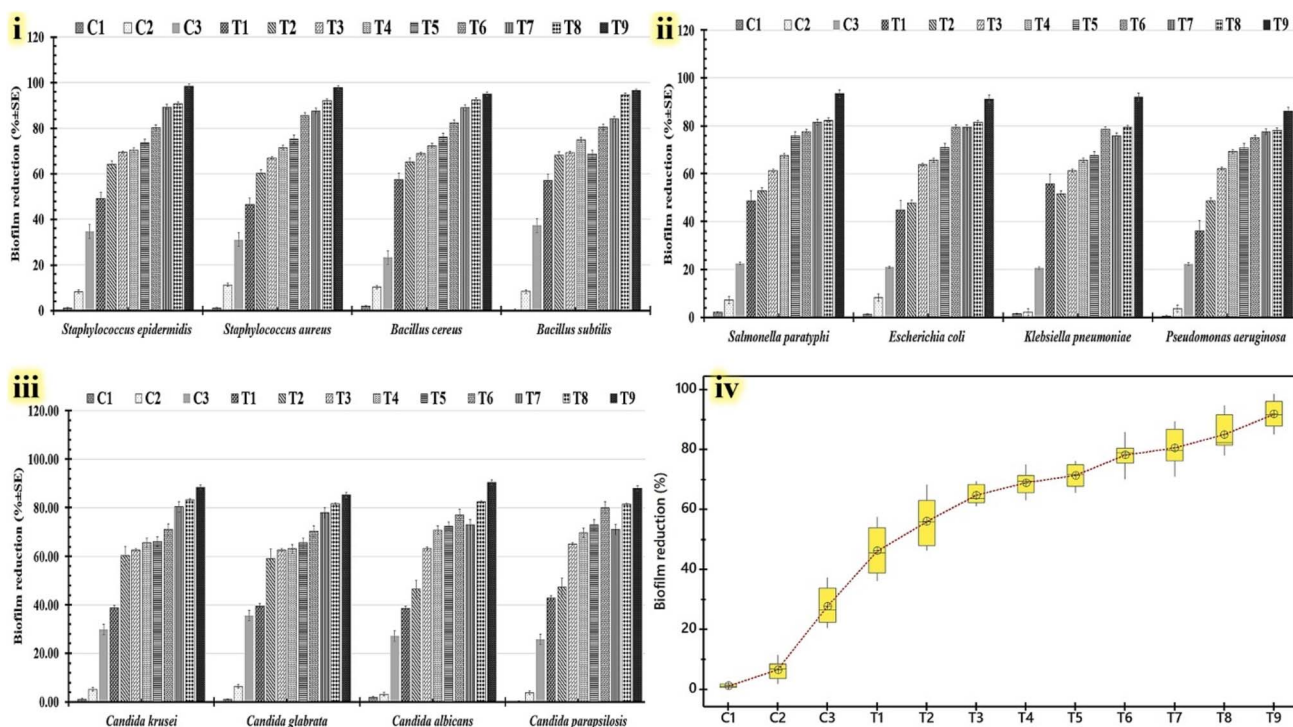 i
C1 C2 C3 T1 T2 T3 T4 T5 T6 T7 T8 T9
Biofilm reduction (%±SE)
120
100
80
60
40
20
0
Staphylococcus epidermidis Staphylococcus aureus Bacillus cereus Bacillus subtilis
ii
C1 C2 C3 T1 T2 T3 T4 T5 T6 T7 T8 T9
Biofilm reduction (%±SE)
120
100
80
60
40
20
0
Salmonella paratyphi Escherichia coli Klebsiella pneumoniae Pseudomonas aeruginosa
iii
C1 C2 C3 T1 T2 T3 T4 T5 T6 T7 T8 T9
Biofilm reduction (%±SE)
120.00
100.00
80.00
60.00
40.00
20.00
0.00
Candida krusei Candida glabrata Candida albicans Candida parapsilosis
iv
Biofilm reduction (%)
100
80
60
40
20
0
C1 C2 C3 T1 T2 T3 T4 T5 T6 T7 T8 T9